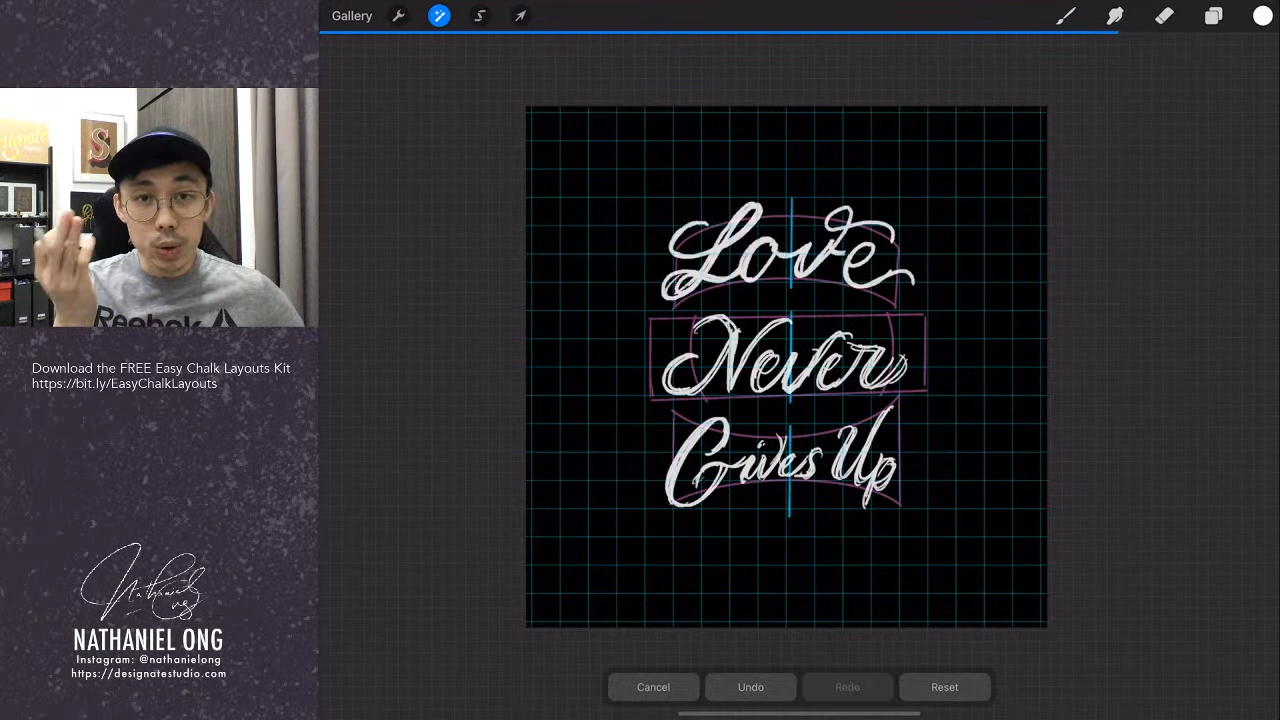 Gallery
Love
Never
Gives Up
Reebok
Download the FREE Easy Chalk Layouts Kit
https://bit.ly/EasyChalkLayouts
NATHANIEL ONG
Instagram: @nathanielong
https://designatestudio.com
Cancel
Undo
Redo
Reset